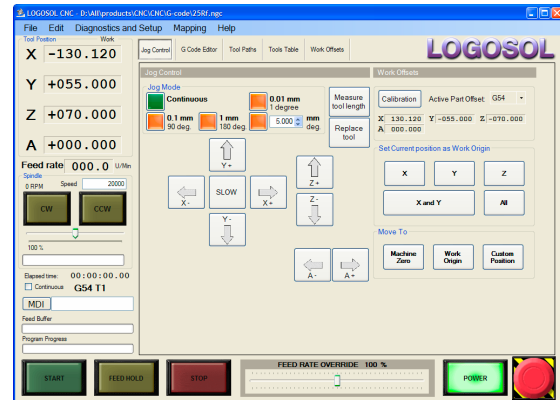 LOGOSOL CNC - D:\All\products\CNC\CNC\G-code\25Rf.ngc
File Edit Diagnostics and Setup Mapping Help
Tool Position Work
X -130.120
Y +055.000
Z +070.000
A +000.000
Feed rate 000.0 U/Min
Spindle
0 RPM Speed 20000
CW CCW
100 %
Elapsed time: 00:00:00.00
Continuous G54 T1
MDI
Feed Buffer
Program Progress
Jog Control G Code Editor Tool Paths Tools Table Work Offsets
LOGOSOL
Jog Control
Jog Mode
Continuous
0.01 mm
1 degree
0.1 mm
90 deg.
1 mm
180 deg.
5.000 mm
deg.
Measure
tool length
Replace
tool
Y+
X- SLOW X+
Y-
Z+
Z-
A- A+
Work Offsets
Calibration Active Part Offset: G54
X 130.120 Y -055.000 Z -070.000
A 000.000
Set Current position as Work Origin
X Y Z
X and Y All
Move To
Machine
Zero
Work
Origin
Custom
Position
START FEED HOLD STOP
FEED RATE OVERRIDE 100 %
POWER